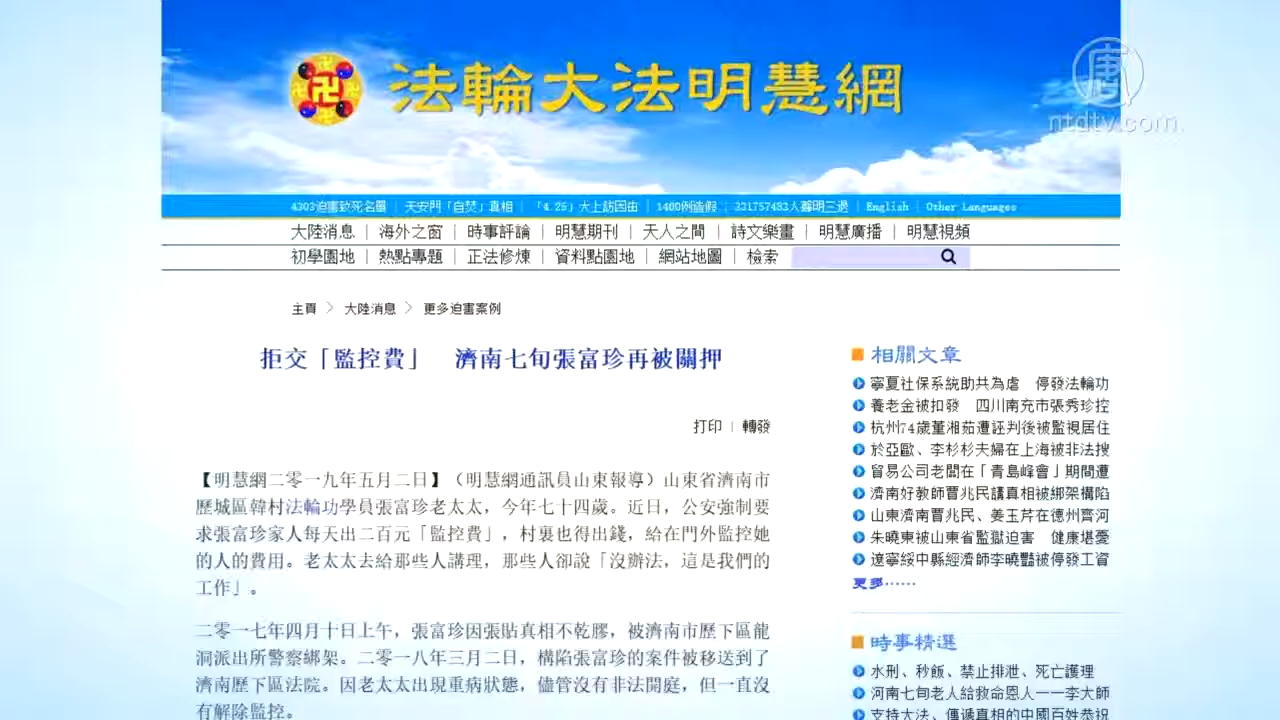 法輪大法明慧網
唐
ntdtv.com
4303迫害致死名單 | 天安門「自焚」真相 | 「4.25」大上訪因由 | 1400例造假 | 331757483人聲明三退 | English | Other Languages
大陸消息 | 海外之窗 | 時事評論 | 明慧期刊 | 天人之間 | 詩文樂畫 | 明慧廣播 | 明慧視頻
初學園地 | 熱點專題 | 正法修煉 | 資料點園地 | 網站地圖 | 檢索
主頁 > 大陸消息 > 更多迫害案例
拒交「監控費」 濟南七旬張富珍再被關押
打印 | 轉發
【明慧網二零一九年五月二日】（明慧網通訊員山東報導）山東省濟南市
歷城區韓村法輪功學員張富珍老太太，今年七十四歲。近日，公安強制要
求張富珍家人每天出二百元「監控費」，村裏也得出錢，給在門外監控她
的人的費用。老太太去給那些人講理，那些人卻說「沒辦法，這是我們的
工作」。
二零一七年四月十日上午，張富珍因張貼真相不乾膠，被濟南市歷下區龍
洞派出所警察綁架。二零一八年三月二日，構陷張富珍的案件被移送到了
濟南歷下區法院。因老太太出現重病狀態，儘管沒有非法開庭，但一直沒
有解除監控。
相關文章
寧夏社保系統助共為虐 停發法輪功
養老金被扣發 四川南充市張秀珍控
杭州74歲董湘茹遭誣判後被監視居住
於亞歐、李杉杉夫婦在上海被非法搜
貿易公司老闆在「青島峰會」期間遭
濟南好教師曹兆民講真相被綁架構陷
山東濟南曹兆民、姜玉芹在德州齊河
朱曉東被山東省監獄迫害 健康堪憂
遼寧綏中縣經濟師李曉豔被停發工資
更多……
時事精選
水刑、秒飯、禁止排泄、死亡護理
河南七旬老人給救命恩人一一李大師
支持大法、傳遞真相的中國百姓恭祝